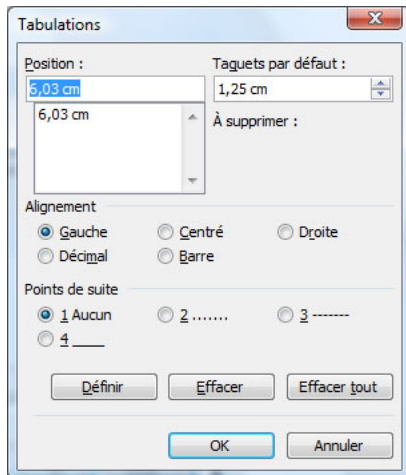 Tabulations
Position : Taquets par défaut :
6,03 cm 1,25 cm
6,03 cm À supprimer :
Alignement
Gauche Centré Droite
Décimal Barre
Points de suite
1 Aucun 2 ....... 3 -------
4 ____
Définir Effacer Effacer tout
OK Annuler